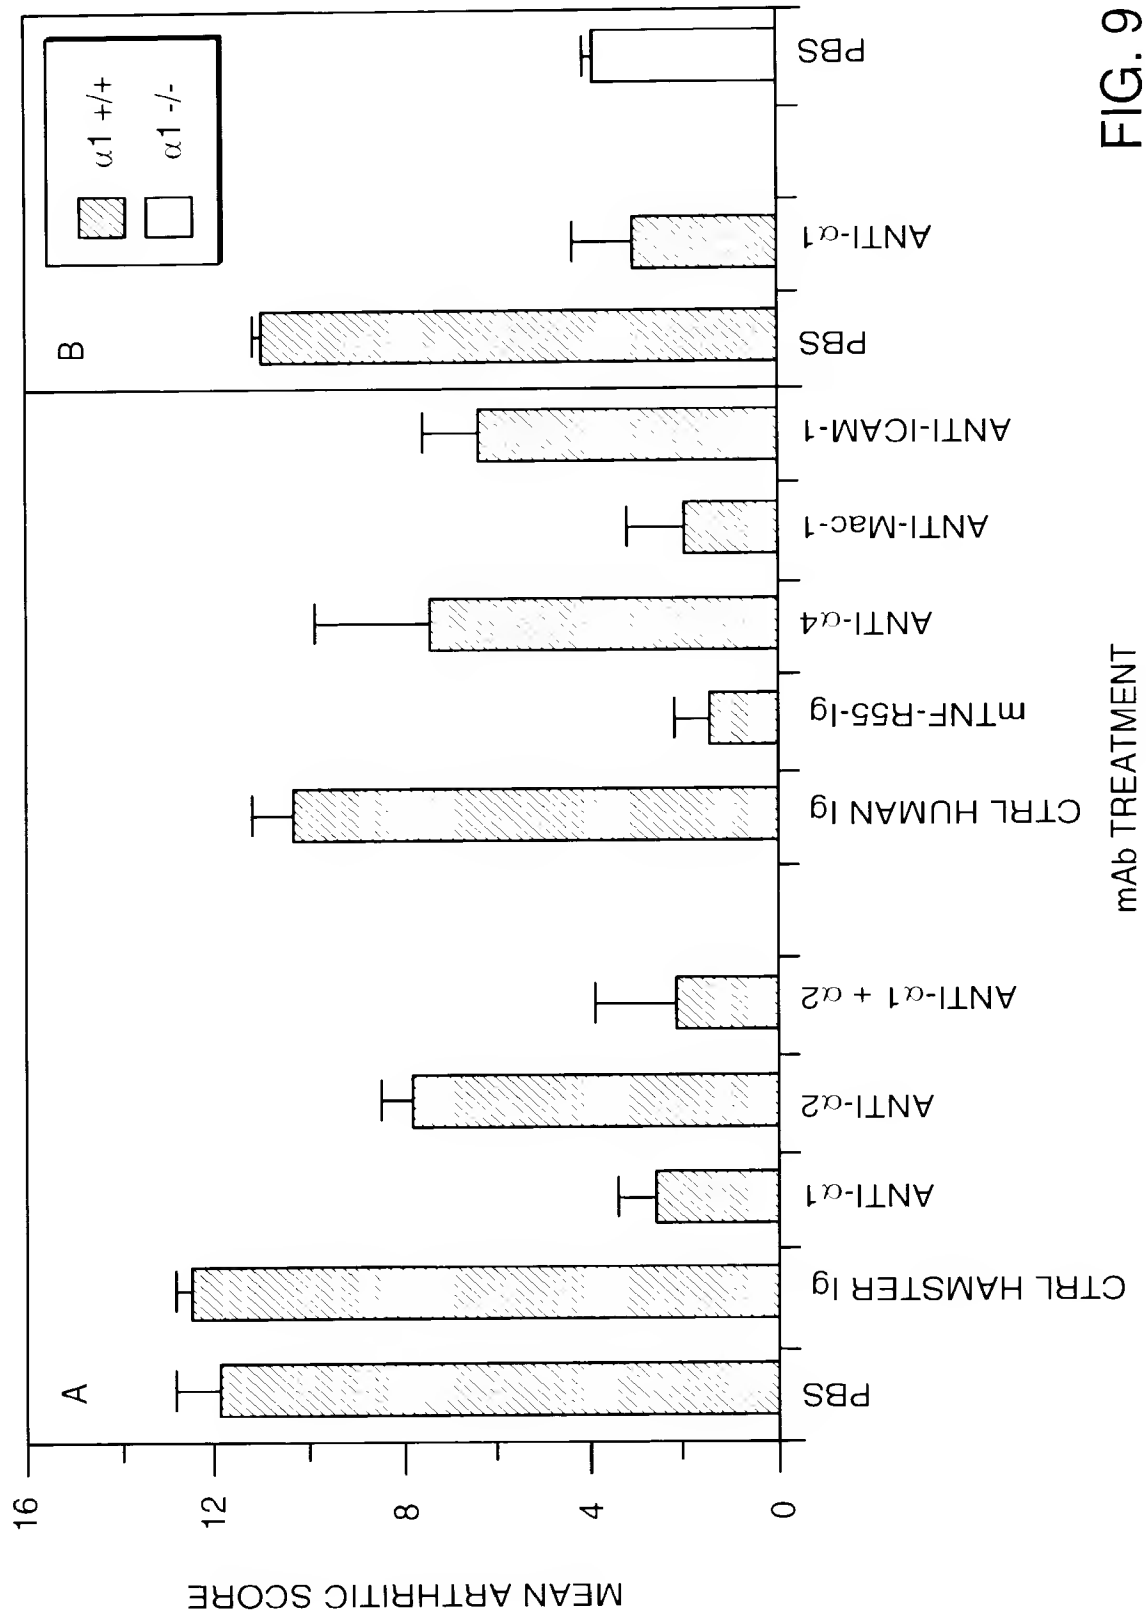 MEAN ARTHRITIC SCORE
16
12
8
4
0
A
B
α1 +/+
α1 -/-
PBS
CTRL HAMSTER Ig
ANTI-α1
ANTI-α2
ANTI-α1 + α2
CTRL HUMAN Ig
mTNF-R55-Ig
ANTI-α4
ANTI-Mac-1
ANTI-ICAM-1
PBS
ANTI-α1
PBS
mAb TREATMENT
FIG. 9